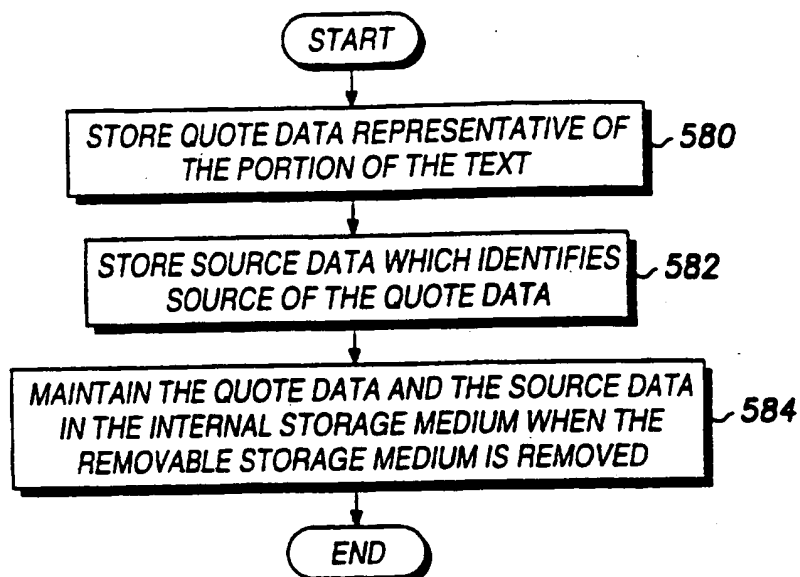 START
STORE QUOTE DATA REPRESENTATIVE OF
THE PORTION OF THE TEXT
580
STORE SOURCE DATA WHICH IDENTIFIES
SOURCE OF THE QUOTE DATA
582
MAINTAIN THE QUOTE DATA AND THE SOURCE DATA
IN THE INTERNAL STORAGE MEDIUM WHEN THE
REMOVABLE STORAGE MEDIUM IS REMOVED
584
END